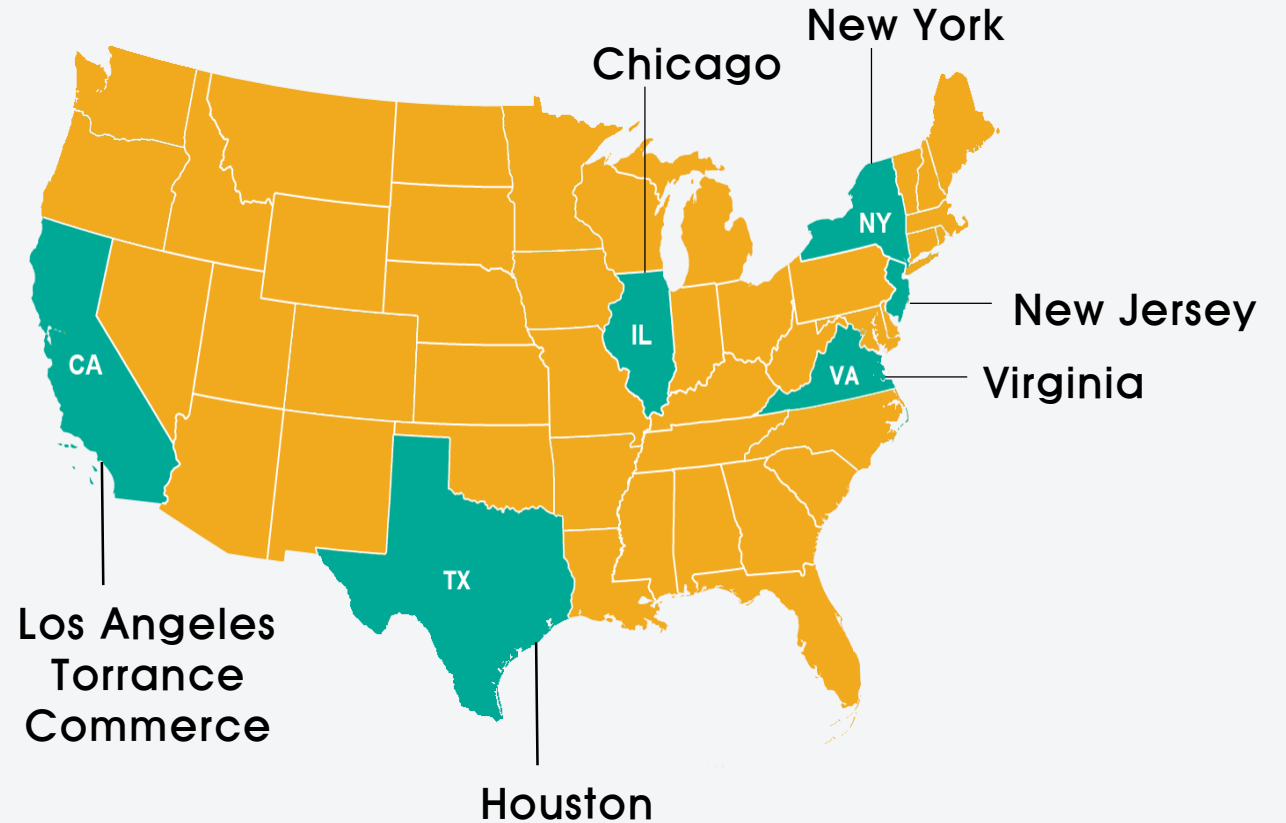 New York
Chicago
NY
New Jersey
IL
CA
VA
Virginia
TX
Los Angeles
Torrance
Commerce
Houston